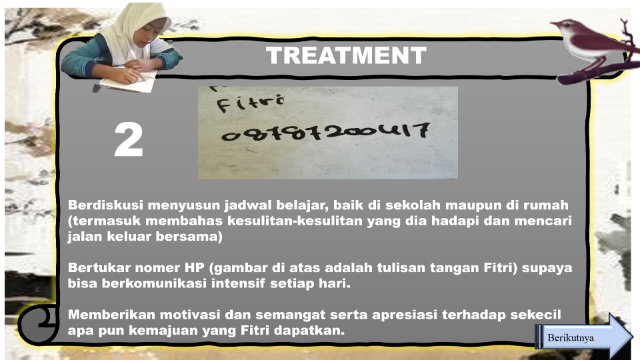 TREATMENT
2
Fitri
08787200417
Berdiskusi menyusun jadwal belajar, baik di sekolah maupun di rumah
(termasuk membahas kesulitan-kesulitan yang dia hadapi dan mencari
jalan keluar bersama)
Bertukar nomer HP (gambar di atas adalah tulisan tangan Fitri) supaya
bisa berkomunikasi intensif setiap hari.
Memberikan motivasi dan semangat serta apresiasi terhadap sekecil
apa pun kemajuan yang Fitri dapatkan.
Berikutnya